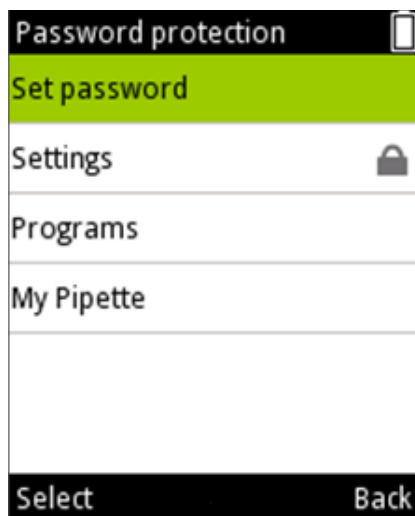 Password protection
Set password
Settings
Programs
My Pipette
Select Back